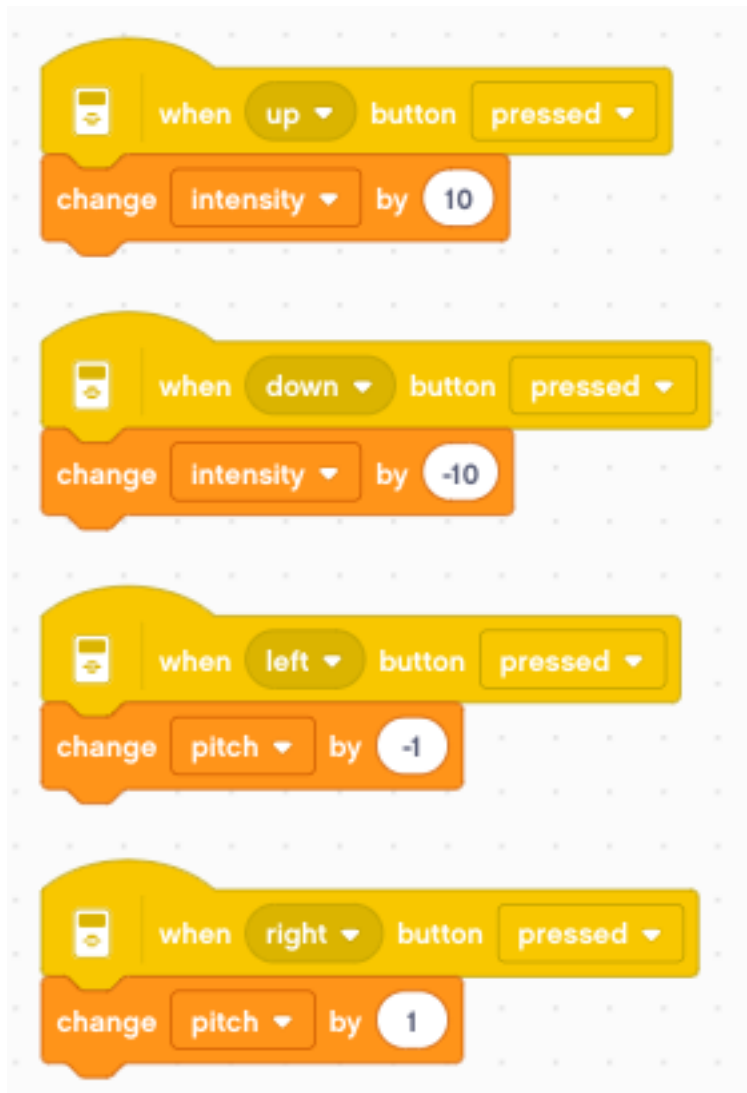 when up button pressed
change intensity by 10
when down button pressed
change intensity by -10
when left button pressed
change pitch by -1
when right button pressed
change pitch by 1